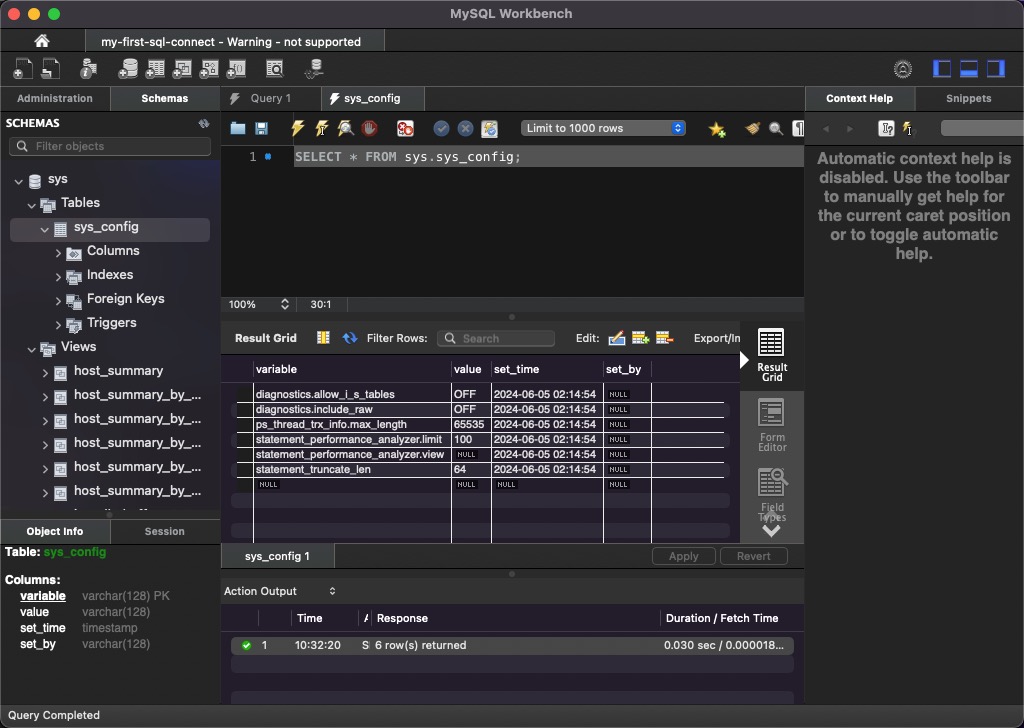 MySQL Workbench
my-first-sql-connect - Warning - not supported
Administration
Schemas
Query 1
sys_config
Context Help
Snippets
SCHEMAS
Filter objects
sys
Tables
sys_config
Columns
Indexes
Foreign Keys
Triggers
Views
host_summary
host_summary_by_...
host_summary_by_...
host_summary_by_...
host_summary_by_...
host_summary_by_...
Object Info
Session
Table: sys_config
Columns:
variable varchar(128) PK
value varchar(128)
set_time timestamp
set_by varchar(128)
Limit to 1000 rows
1 SELECT * FROM sys.sys_config;
100% 30:1
Result Grid Filter Rows: Search Edit: Export/In
variable value set_time set_by
diagnostics.allow_i_s_tables OFF 2024-06-05 02:14:54 NULL
diagnostics.include_raw OFF 2024-06-05 02:14:54 NULL
ps_thread_trx_info.max_length 65535 2024-06-05 02:14:54 NULL
statement_performance_analyzer.limit 100 2024-06-05 02:14:54 NULL
statement_performance_analyzer.view NULL 2024-06-05 02:14:54 NULL
statement_truncate_len 64 2024-06-05 02:14:54 NULL
NULL NULL NULL NULL
Result
Grid
Form
Editor
Field
Types
sys_config 1
Apply
Revert
Action Output
Time A Response Duration / Fetch Time
1 10:32:20 S 6 row(s) returned 0.030 sec / 0.000018...
Automatic context help is
disabled. Use the toolbar
to manually get help for
the current caret position
or to toggle automatic
help.
Query Completed